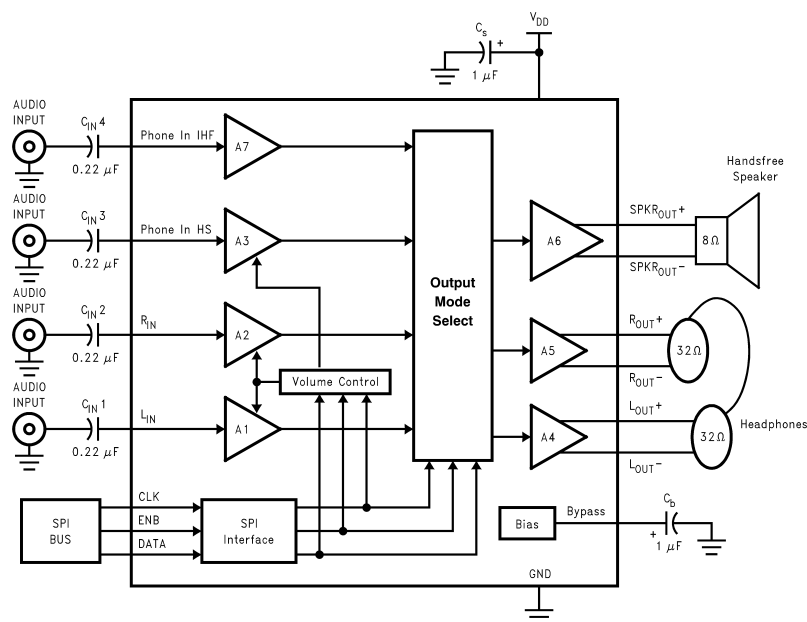 V_DD
C_s
+
1 μF
AUDIO
INPUT
C_IN 4
0.22 μF
Phone In IHF
A7
AUDIO
INPUT
C_IN 3
0.22 μF
Phone In HS
A3
AUDIO
INPUT
C_IN 2
0.22 μF
R_IN
A2
AUDIO
INPUT
C_IN 1
0.22 μF
L_IN
A1
Volume Control
Output
Mode
Select
A6
SPKR_OUT+
SPKR_OUT-
8Ω
Handsfree
Speaker
A5
R_OUT+
R_OUT-
32Ω
A4
L_OUT+
L_OUT-
32Ω
Headphones
SPI
BUS
CLK
ENB
DATA
SPI
Interface
Bias
Bypass
C_b
+
1 μF
GND